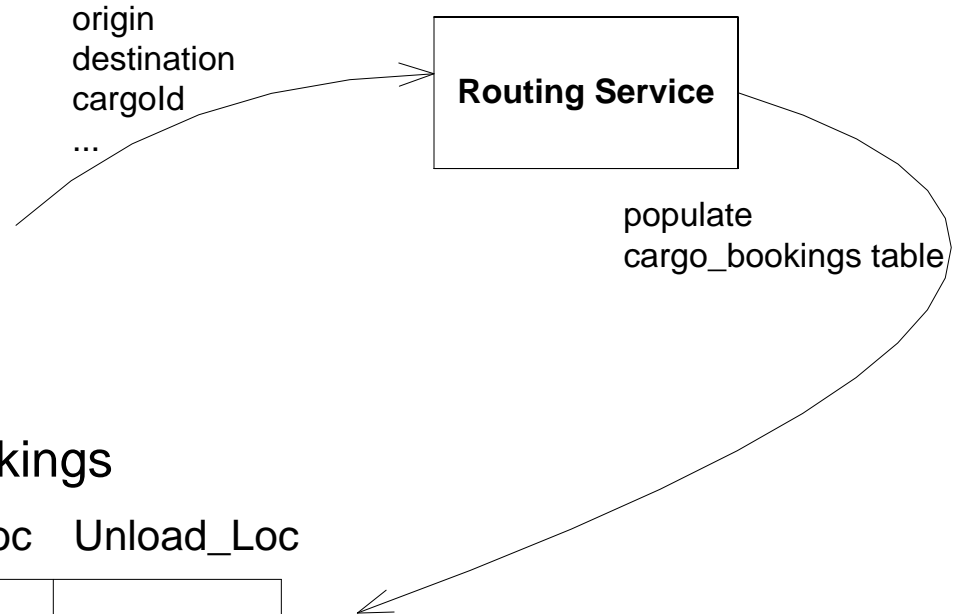 origin
destination
cargoId
...
Routing Service
populate
cargo_bookings table
kings
oc Unload_Loc